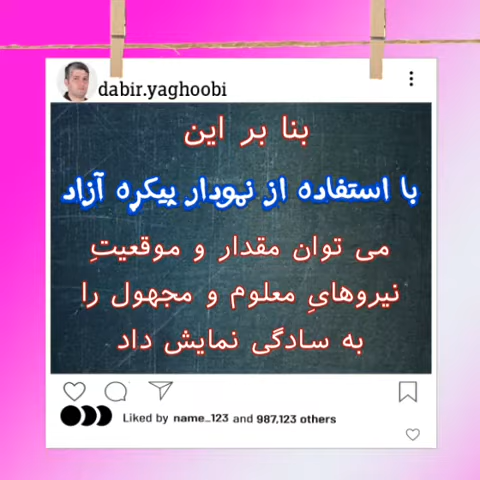 dabir.yaghoobi
بنا بر این
با استفاده از نمودار پیکره آزاد
می توان مقدار و موقعیتِ
نیروهایِ معلوم و مجهول را
به سادگی نمایش داد
Liked by name_123 and 987,123 others